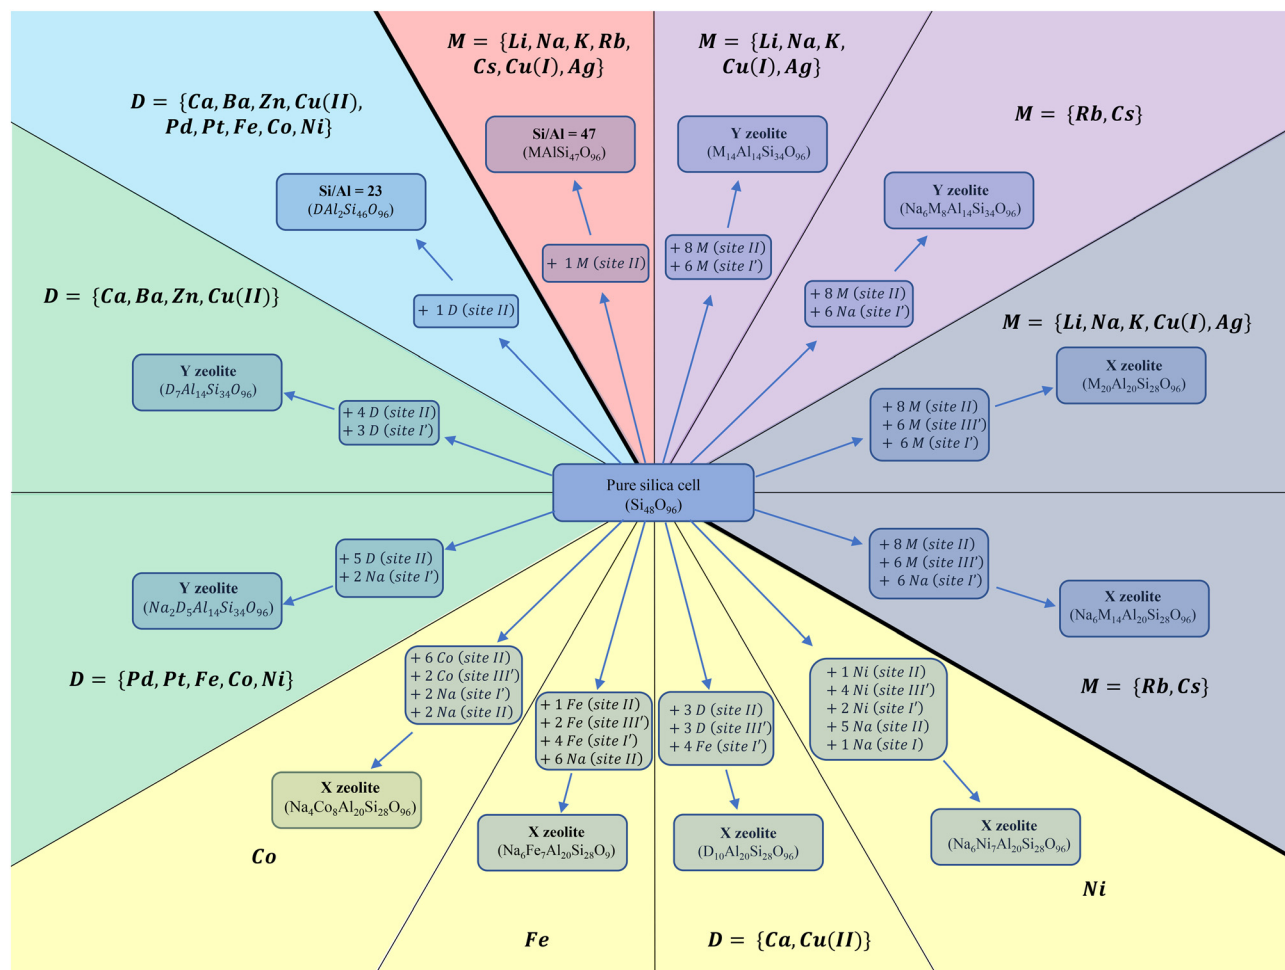 M = {Li, Na, K, Rb,
Cs, Cu(I), Ag}
Si/Al = 47
(MAlSi₄₇O₉₆)
+ 1 M (site II)
M = {Li, Na, K,
Cu(I), Ag}
Y zeolite
(M₁₄Al₁₄Si₃₄O₉₆)
+ 8 M (site II)
+ 6 M (site I′)
M = {Rb, Cs}
Y zeolite
(Na₆M₈Al₁₄Si₃₄O₉₆)
+ 8 M (site II)
+ 6 Na (site I′)
M = {Li, Na, K, Cu(I), Ag}
X zeolite
(M₂₀Al₂₀Si₂₈O₉₆)
+ 8 M (site II)
+ 6 M (site III′)
+ 6 M (site I′)
+ 8 M (site II)
+ 6 M (site III′)
+ 6 Na (site I′)
X zeolite
(Na₆M₁₄Al₂₀Si₂₈O₉₆)
M = {Rb, Cs}
+ 1 Ni (site II)
+ 4 Ni (site III′)
+ 2 Ni (site I′)
+ 5 Na (site II)
+ 1 Na (site I)
X zeolite
(Na₆Ni₇Al₂₀Si₂₈O₉₆)
Ni
+ 3 D (site II)
+ 3 D (site III′)
+ 4 Fe (site I′)
X zeolite
(D₁₀Al₂₀Si₂₈O₉₆)
D = {Ca, Cu(II)}
+ 1 Fe (site II)
+ 2 Fe (site III′)
+ 4 Fe (site I′)
+ 6 Na (site II)
X zeolite
(Na₆Fe₇Al₂₀Si₂₈O₉)
Fe
+ 6 Co (site II)
+ 2 Co (site III′)
+ 2 Na (site I′)
+ 2 Na (site II)
X zeolite
(Na₄Co₈Al₂₀Si₂₈O₉₆)
Co
+ 5 D (site II)
+ 2 Na (site I′)
Y zeolite
(Na₂D₅Al₁₄Si₃₄O₉₆)
D = {Pd, Pt, Fe, Co, Ni}
D = {Ca, Ba, Zn, Cu(II)}
Y zeolite
(D₇Al₁₄Si₃₄O₉₆)
+ 4 D (site II)
+ 3 D (site I′)
D = {Ca, Ba, Zn, Cu(II),
Pd, Pt, Fe, Co, Ni}
Si/Al = 23
(DAl₂Si₄₆O₉₆)
+ 1 D (site II)
Pure silica cell
(Si₄₈O₉₆)